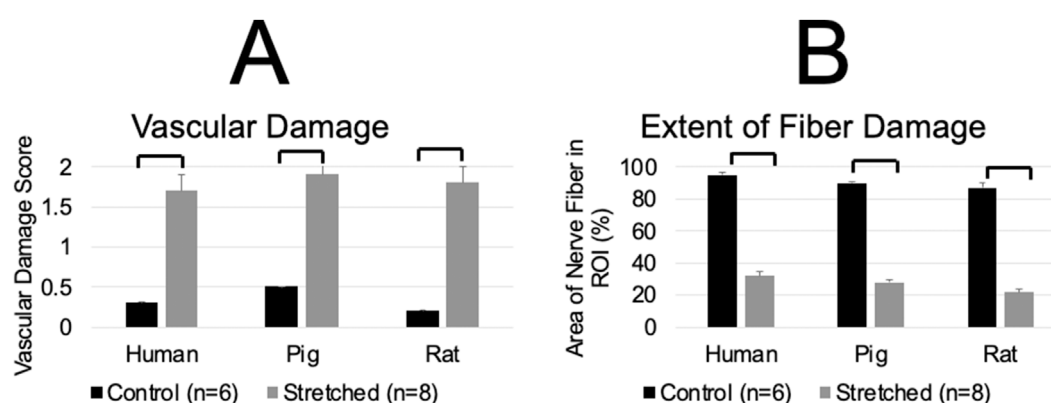 A
Vascular Damage
Vascular Damage Score
2
1.5
1
0.5
0
Human Pig Rat
Control (n=6) Stretched (n=8)
B
Extent of Fiber Damage
Area of Nerve Fiber in
ROI (%)
100
80
60
40
20
0
Human Pig Rat
Control (n=6) Stretched (n=8)